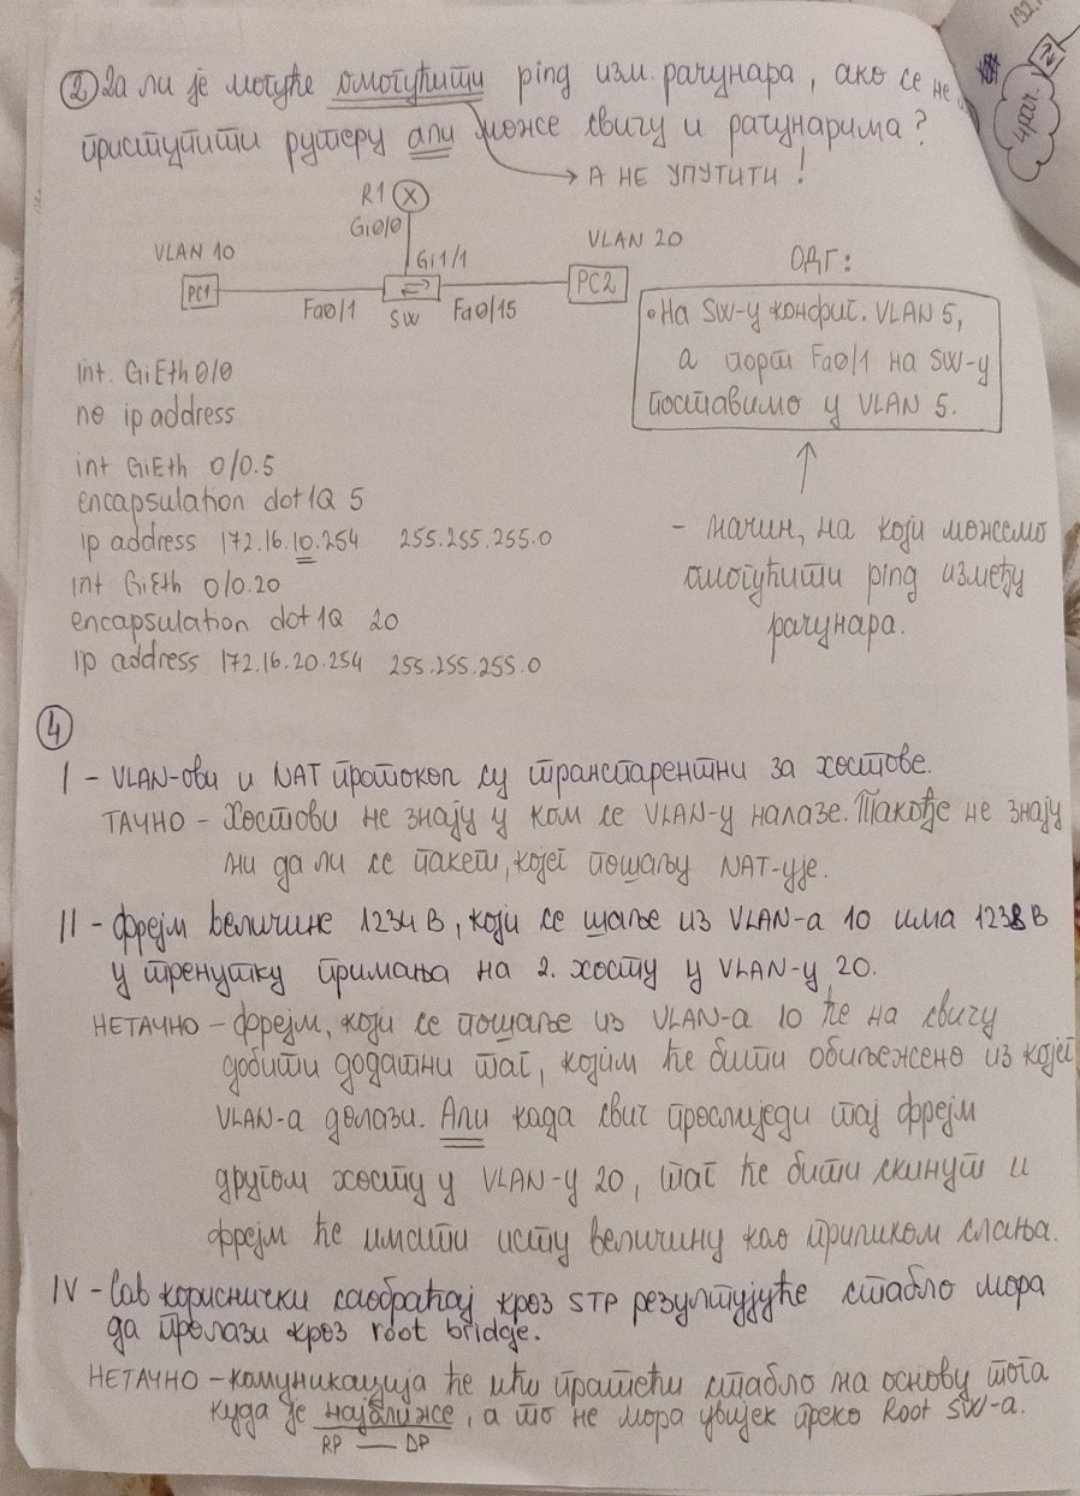 ② Да ли је могуће омогућити ping изм. рачунара, ако се не
приступити рутеру али може свичу и рачунарима?
→ А НЕ УПУТИТИ!
R1
Gi0/0
VLAN 10
VLAN 20
Gi1/1
PC1
PC2
Fa0/1
SW
Fa0/15
ОДГ:
• На SW-у конфиг. VLAN 5,
а порт Fa0/1 на SW-у
поставимо у VLAN 5.
int. GiEth 0/0
no ip address
int GiEth 0/0.5
encapsulation dot1Q 5
ip address 172.16.10.254 255.255.255.0
int GiEth 0/0.20
encapsulation dot1Q 20
ip address 172.16.20.254 255.255.255.0
- начин, на који можемо
омогућити ping између
рачунара.
④
I - VLAN-ови и NAT протокол су транспарентни за хостове.
ТАЧНО - Хостови не знају у ком се VLAN-у налазе. Такође не знају
ни да ли се пакет, којег пошаљу NAT-ује.
II - Фрејм величине 1234 B, који се шаље из VLAN-а 10 има 1238 B
у тренутку примања на 2. хосту у VLAN-у 20.
НЕТАЧНО - Фрејм, који се пошаље из VLAN-а 10 ће на свичу
добити додатни таг, којим ће бити обиљежено из којег
VLAN-а долази. Али када свич прослиједи тај фрејм
другом хосту у VLAN-у 20, таг ће бити скинут и
фрејм ће имати исту величину као приликом слања.
IV - Сав кориснички саобраћај кроз STP резултујуће стабло мора
да пролази кроз root bridge.
НЕТАЧНО - комуникација ће ићи пратећи стабло на основу тога
куда је најближе, а то не мора увијек преко Root SW-а.
RP — DP